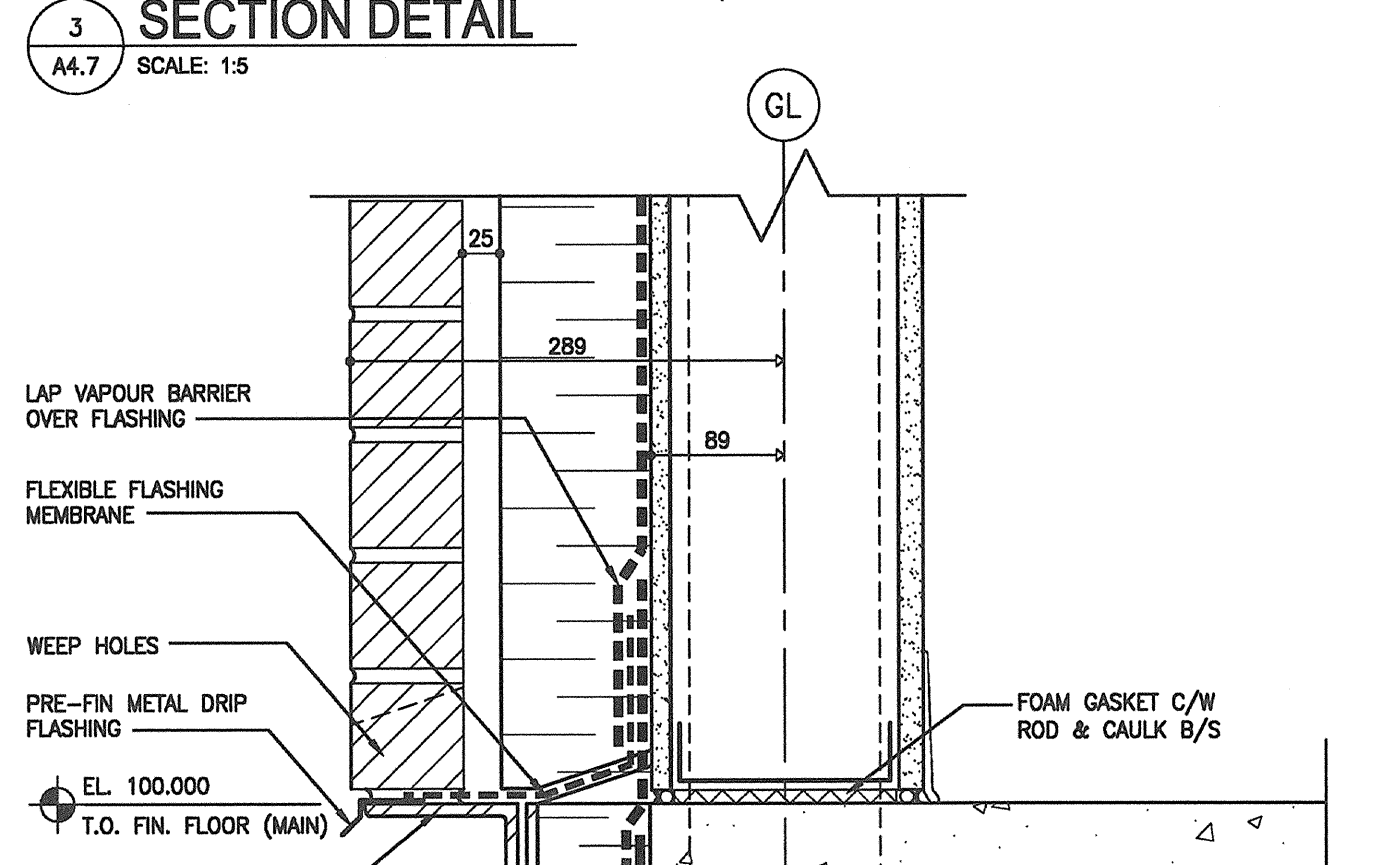 3
SECTION DETAIL
A4.7
SCALE: 1:5
GL
25
289
LAP VAPOUR BARRIER
OVER FLASHING
89
FLEXIBLE FLASHING
MEMBRANE
WEEP HOLES
PRE-FIN METAL DRIP
FLASHING
FOAM GASKET C/W
ROD & CAULK B/S
EL. 100.000
T.O. FIN. FLOOR (MAIN)